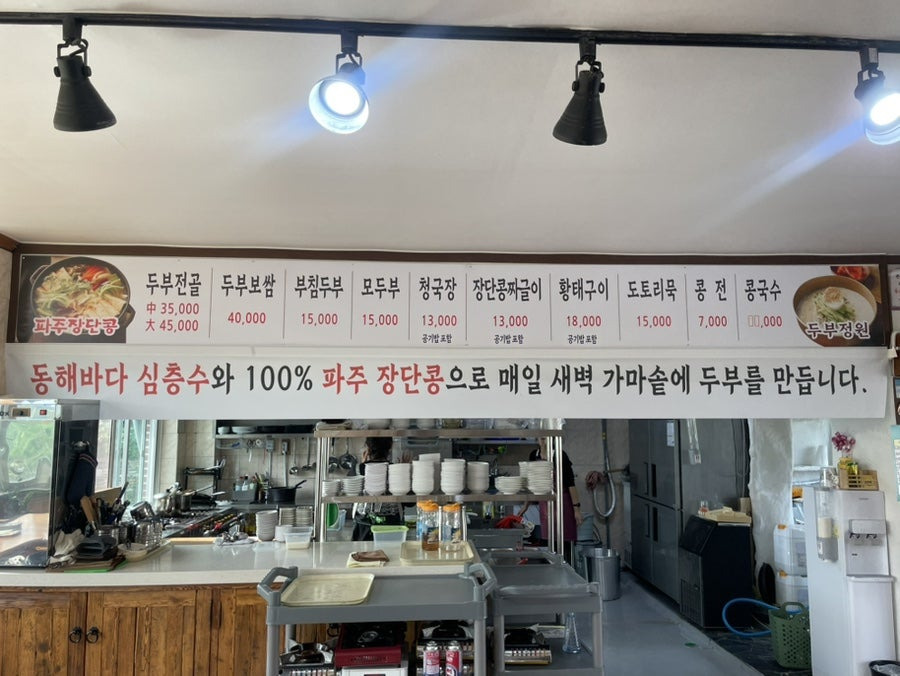 파주장단콩
두부전골
中 35,000
大 45,000
두부보쌈
40,000
부침두부
15,000
모두부
15,000
청국장
13,000
공기밥 포함
장단콩짜글이
13,000
공기밥 포함
황태구이
18,000
공기밥 포함
도토리묵
15,000
콩 전
7,000
콩국수
,000
두부정원
동해바다 심층수와 100% 파주 장단콩으로 매일 새벽 가마솥에 두부를 만듭니다.